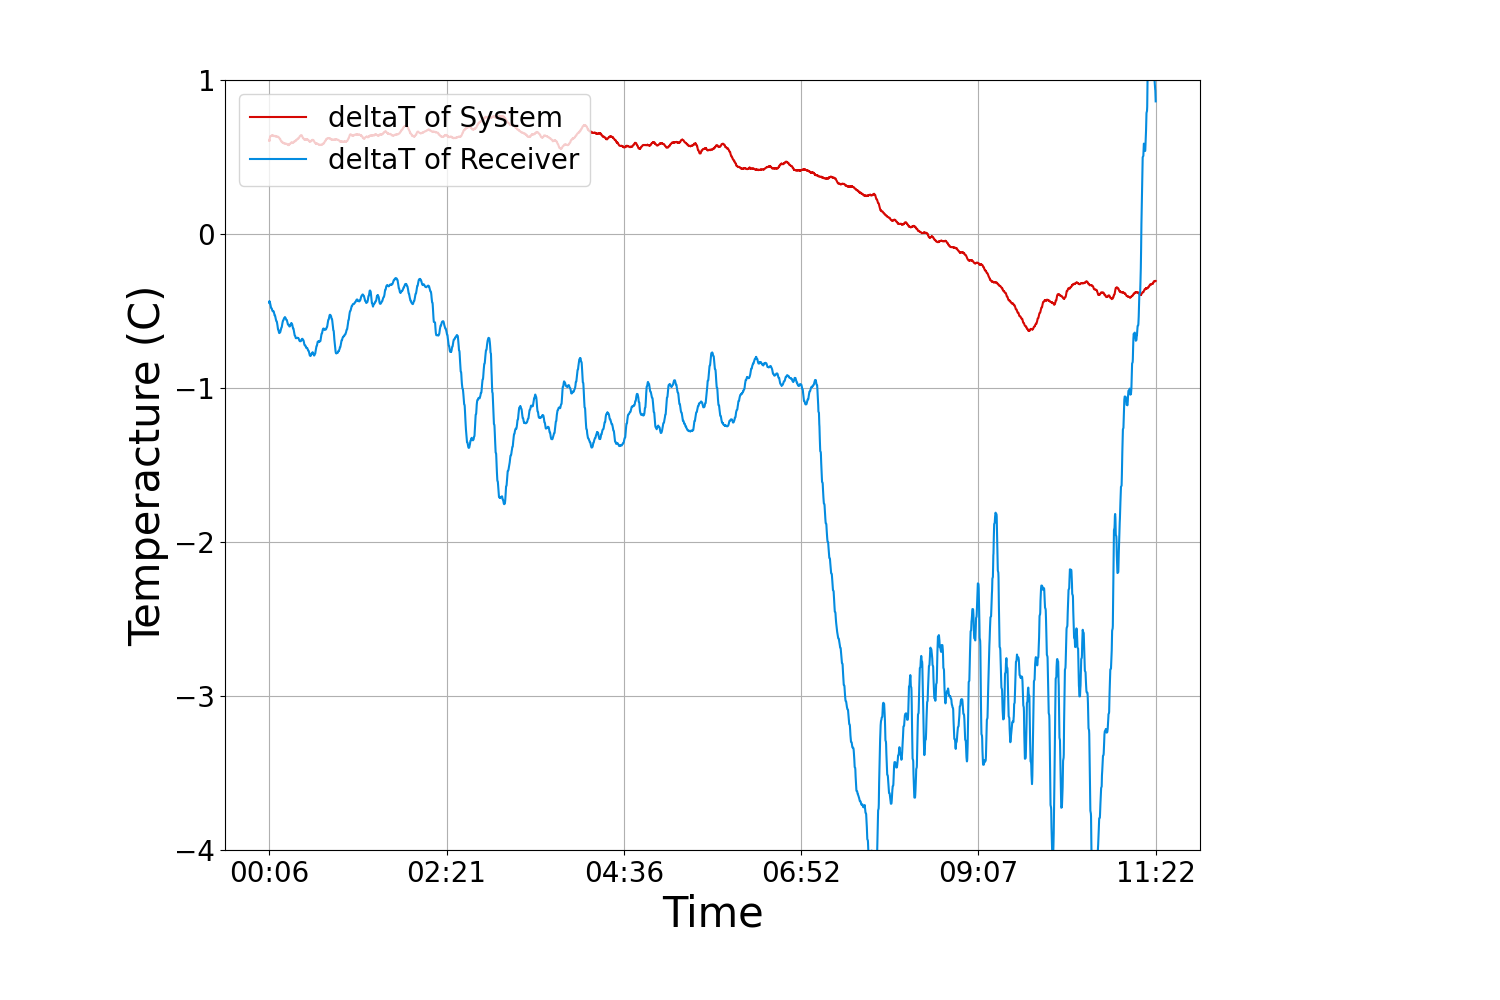 deltaT of System
deltaT of Receiver
1
0
−1
−2
−3
−4
Temperacture (C)
00:06 02:21 04:36 06:52 09:07 11:22
Time